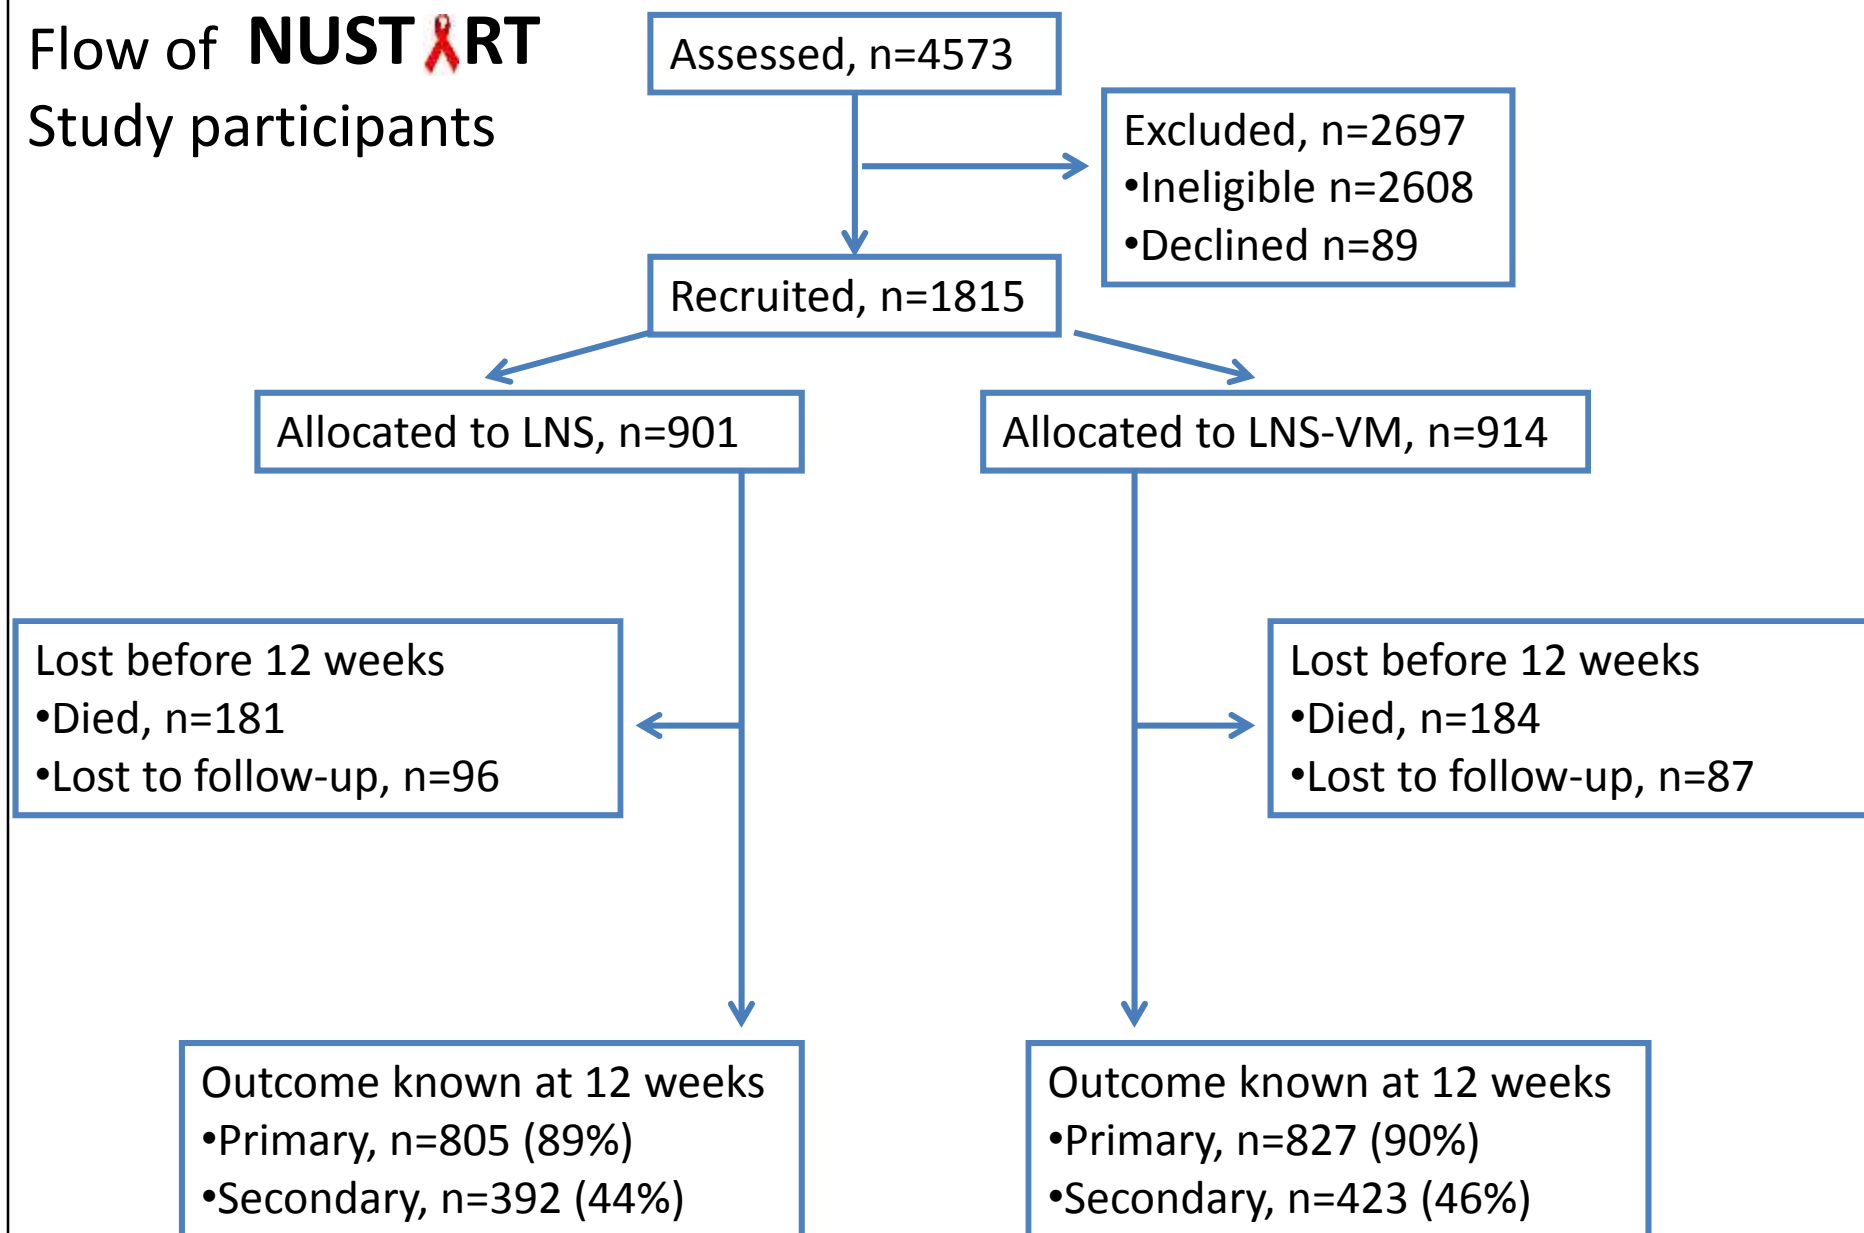 Flow of NUSTART
Study participants
Assessed, n=4573
Excluded, n=2697
•Ineligible n=2608
•Declined n=89
Recruited, n=1815
Allocated to LNS, n=901
Allocated to LNS-VM, n=914
Lost before 12 weeks
•Died, n=181
•Lost to follow-up, n=96
Lost before 12 weeks
•Died, n=184
•Lost to follow-up, n=87
Outcome known at 12 weeks
•Primary, n=805 (89%)
•Secondary, n=392 (44%)
Outcome known at 12 weeks
•Primary, n=827 (90%)
•Secondary, n=423 (46%)